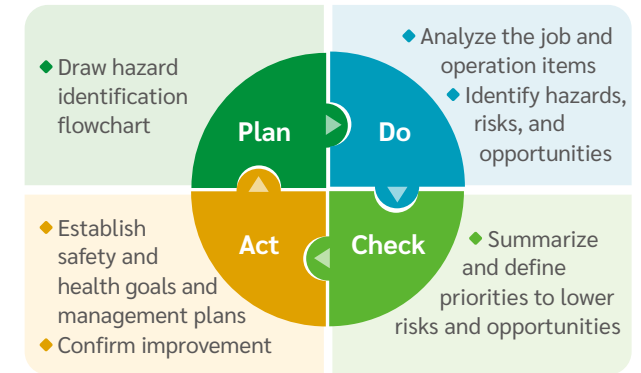 ◆ Draw hazard
identification
flowchart
Plan
◆ Analyze the job and
operation items
◆ Identify hazards,
risks, and
opportunities
Do
◆ Establish
safety and
health goals and
management plans
◆ Confirm improvement
Act
Check
◆ Summarize
and define
priorities to lower
risks and opportunities